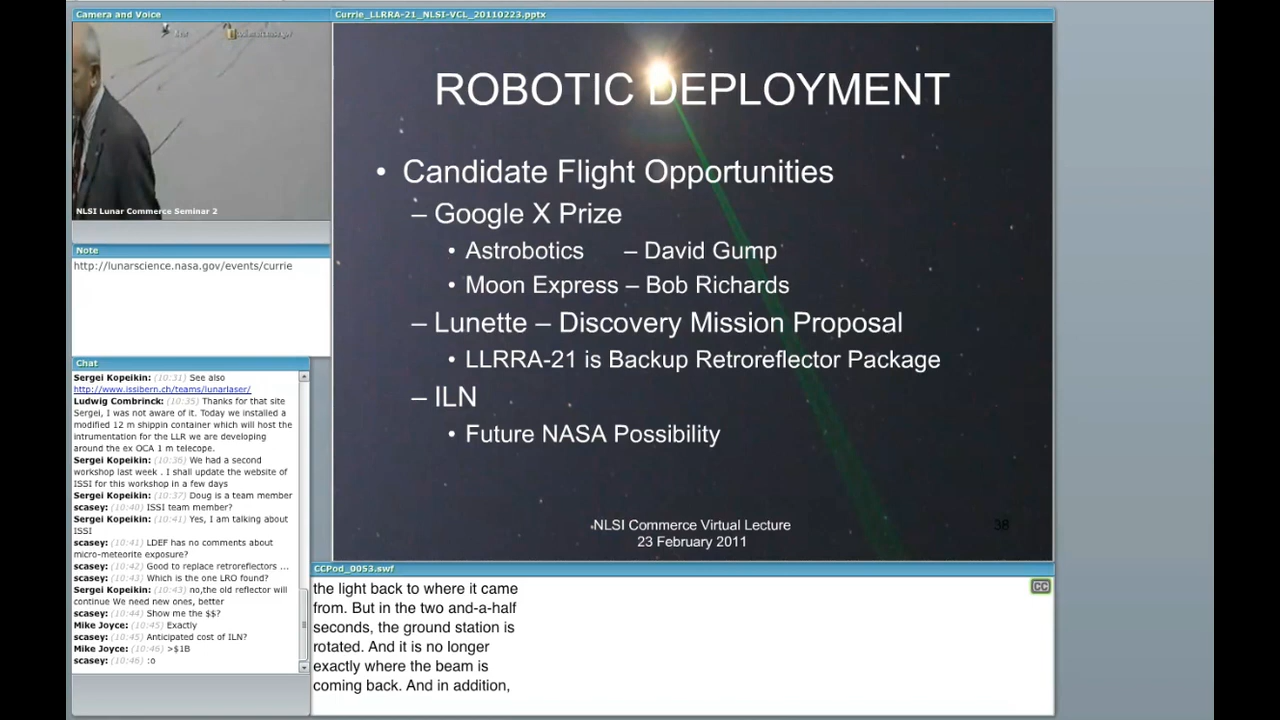 Camera and Voice
NLSI Lunar Commerce Seminar 2
Note
http://lunarscience.nasa.gov/events/currie
Chat
Sergei Kopeikin: (10:31) See also
http://www.issibern.ch/teams/lunarlaser/
Ludwig Combrinck: (10:35) Thanks for that site
Sergei, I was not aware of it. Today we installed a
modified 12 m shippin container which will host the
intrumentation for the LLR we are developing
around the ex OCA 1 m telecope.
Sergei Kopeikin: (10:36) We had a second
workshop last week . I shall update the website of
ISSI for this workshop in a few days
Sergei Kopeikin: (10:37) Doug is a team member
scasey: (10:40) ISSI team member?
Sergei Kopeikin: (10:41) Yes, I am talking about
ISSI
scasey: (10:41) LDEF has no comments about
micro-meteorite exposure?
scasey: (10:42) Good to replace retroreflectors ...
scasey: (10:43) Which is the one LRO found?
Sergei Kopeikin: (10:43) no,the old reflector will
continue We need new ones, better
scasey: (10:44) Show me the $$?
Mike Joyce: (10:45) Exactly
scasey: (10:45) Anticipated cost of ILN?
Mike Joyce: (10:46) >$1B
scasey: (10:46) :o
Currie_LLRRA-21_NLSI-VCL_20110223.pptx
ROBOTIC DEPLOYMENT
• Candidate Flight Opportunities
– Google X Prize
• Astrobotics – David Gump
• Moon Express – Bob Richards
– Lunette – Discovery Mission Proposal
• LLRRA-21 is Backup Retroreflector Package
– ILN
• Future NASA Possibility
NLSI Commerce Virtual Lecture
23 February 2011
38
CCPod_0053.swf
CC
the light back to where it came
from. But in the two and-a-half
seconds, the ground station is
rotated. And it is no longer
exactly where the beam is
coming back. And in addition,